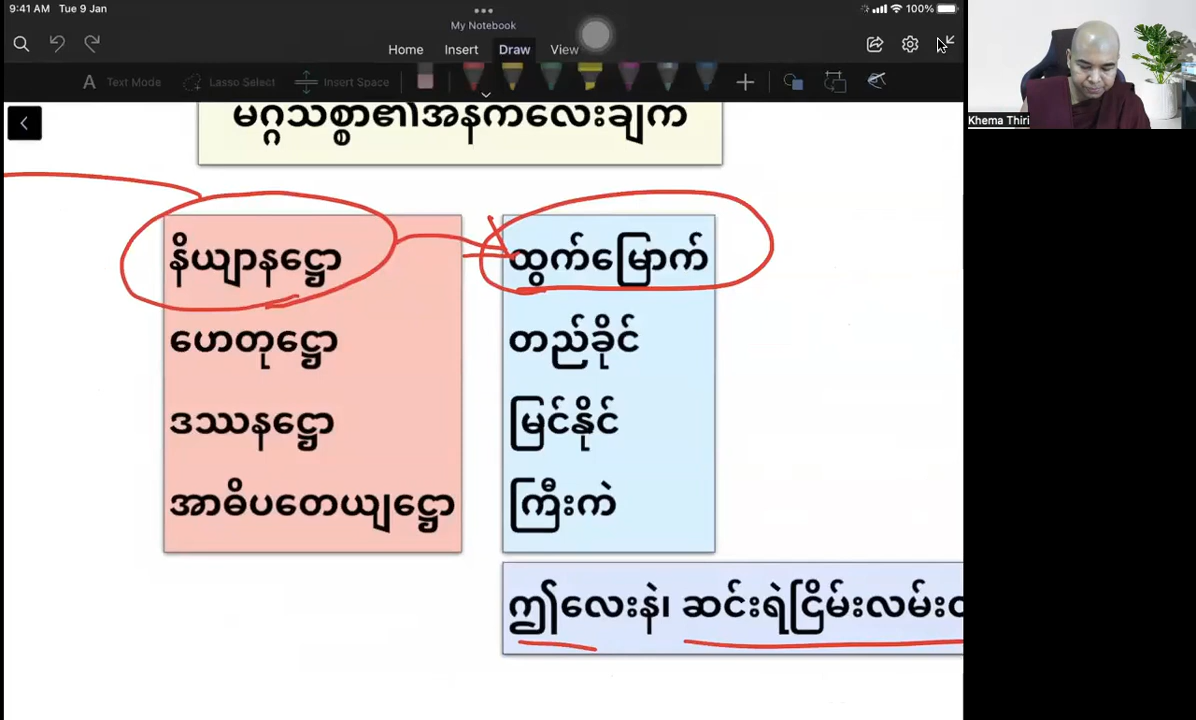 9:41 AM Tue 9 Jan
100%
My Notebook
Home Insert Draw View
Text Mode Lasso Select Insert Space
မဂ္ဂသစ္စာ၏အနက်လေးချက်
နိယျာနဋ္ဌော ထွက်မြောက်
ဟေတုဋ္ဌော တည်ခိုင်
ဒဿနဋ္ဌော မြင်နိုင်
အာဓိပတေယျဋ္ဌော ကြီးကဲ
ဤလေးနဲ့၊ ဆင်းရဲငြိမ်းလမ်း
Khema Thiri